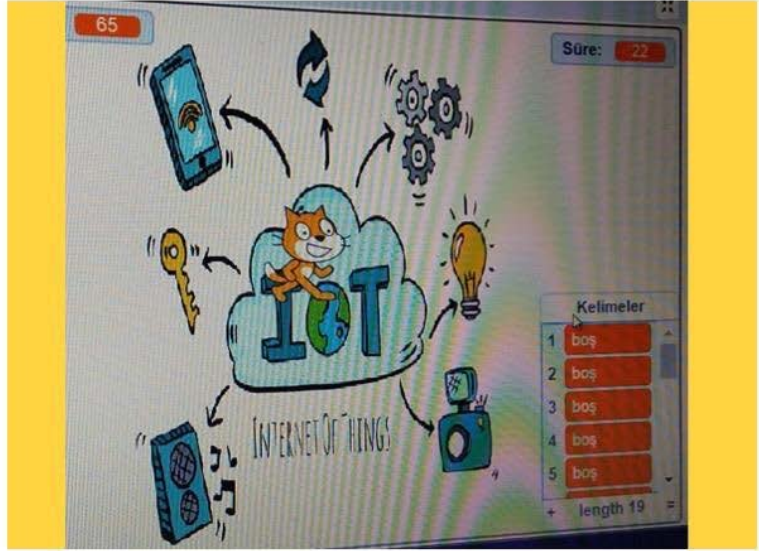 65
Süre: 22
IOT
INTERNET OF THINGS
Kelimeler
1 boş
2 boş
3 boş
4 boş
5 boş
+ length 19 =